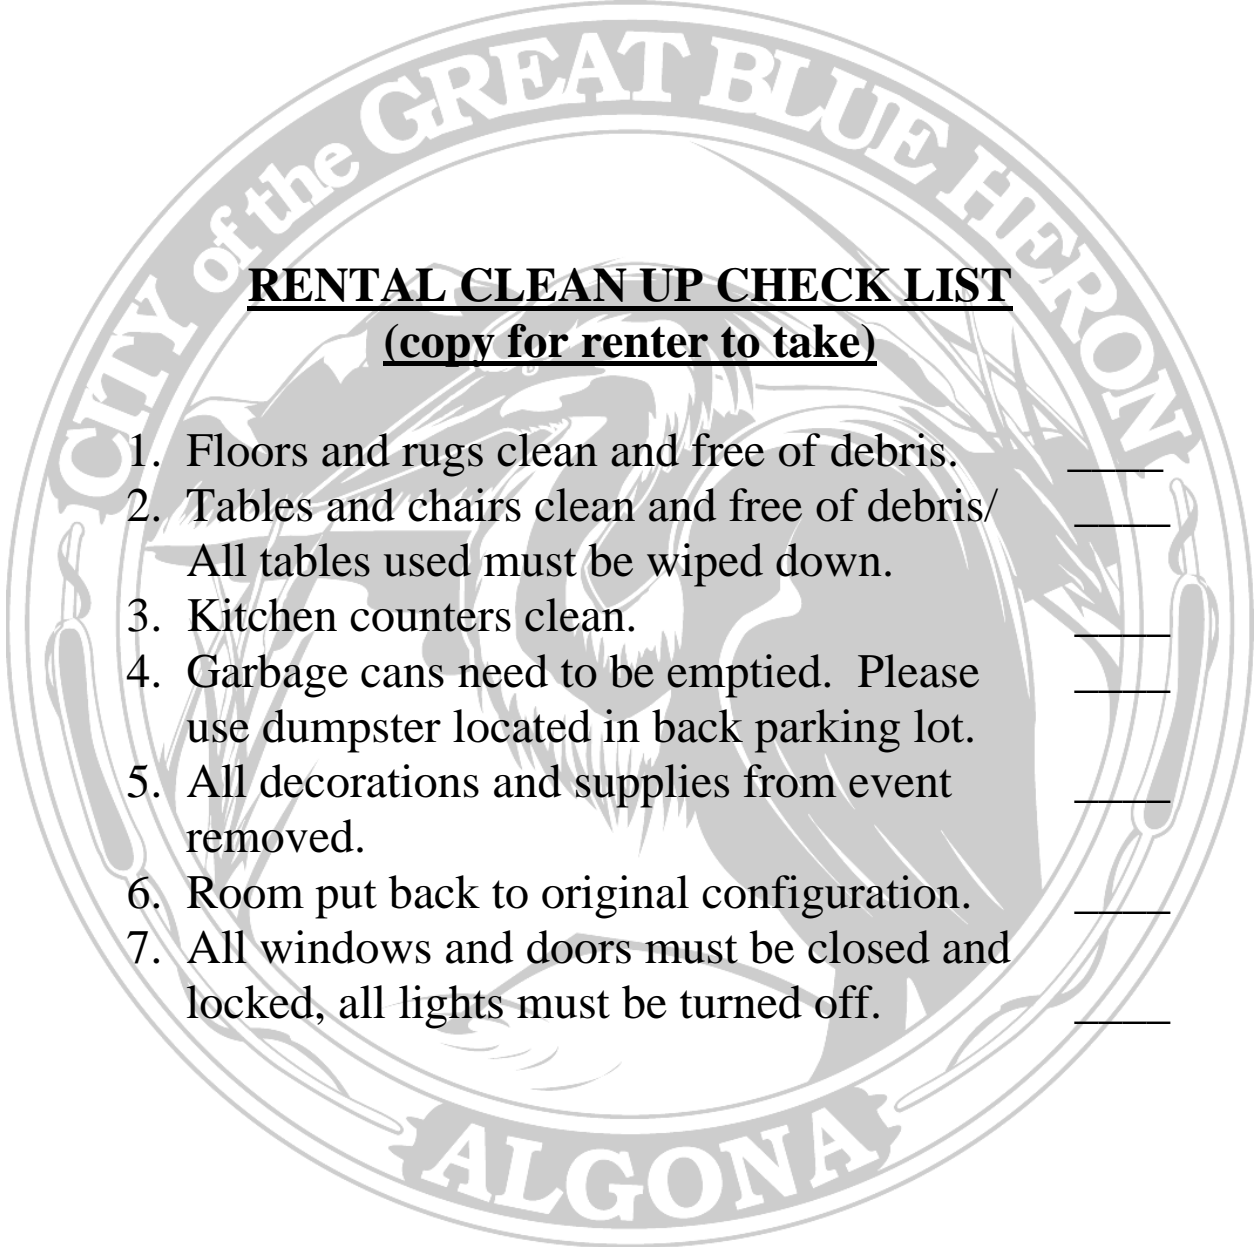 CITY of the GREAT BLUE HERON
RENTAL CLEAN UP CHECK LIST
(copy for renter to take)
1. Floors and rugs clean and free of debris. ____
2. Tables and chairs clean and free of debris/ ____
All tables used must be wiped down.
3. Kitchen counters clean. ____
4. Garbage cans need to be emptied.  Please ____
use dumpster located in back parking lot.
5. All decorations and supplies from event ____
removed.
6. Room put back to original configuration. ____
7. All windows and doors must be closed and
locked, all lights must be turned off. ____
ALGONA